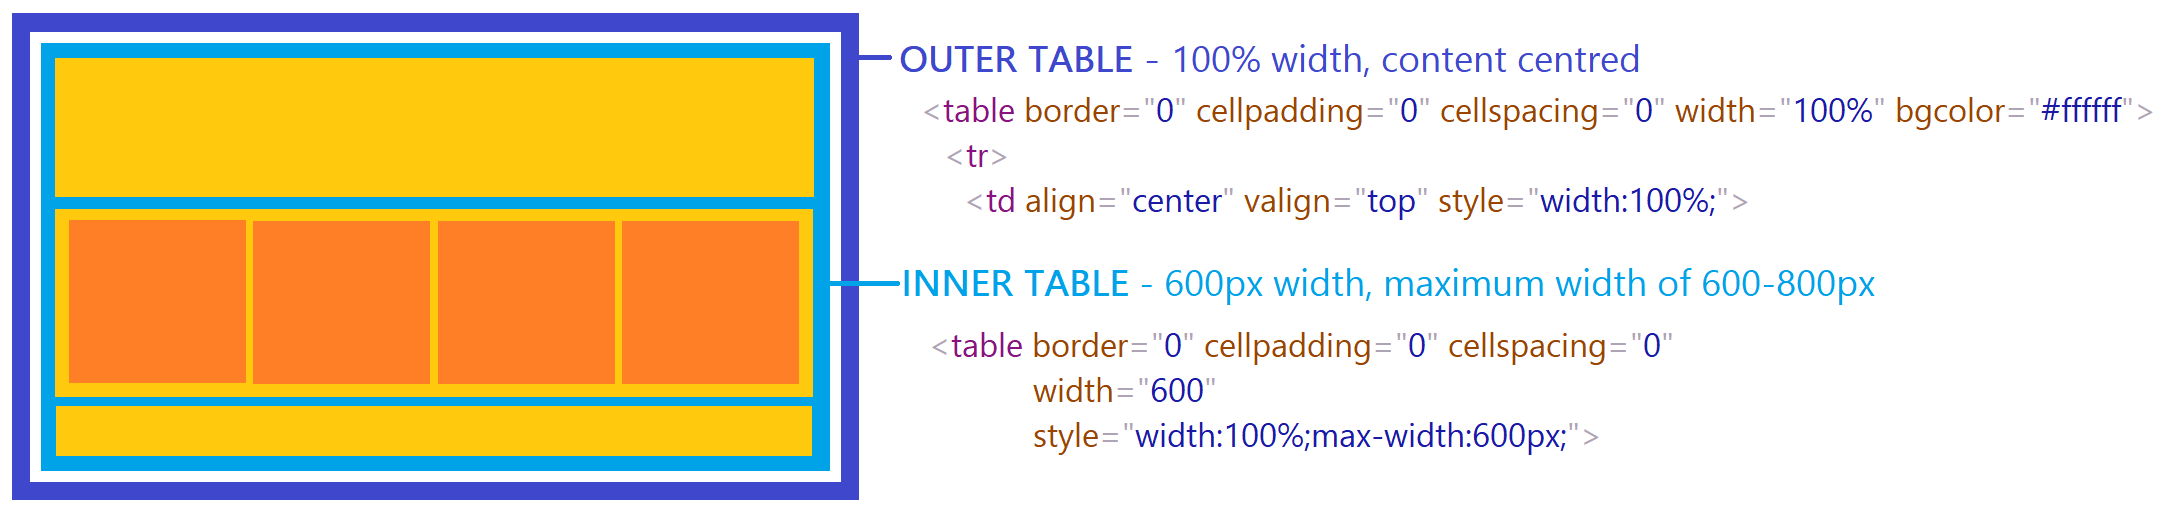 OUTER TABLE - 100% width, content centred
<table border="0" cellpadding="0" cellspacing="0" width="100%" bgcolor="#ffffff">
<tr>
<td align="center" valign="top" style="width:100%;">
INNER TABLE - 600px width, maximum width of 600-800px
<table border="0" cellpadding="0" cellspacing="0"
width="600"
style="width:100%;max-width:600px;">